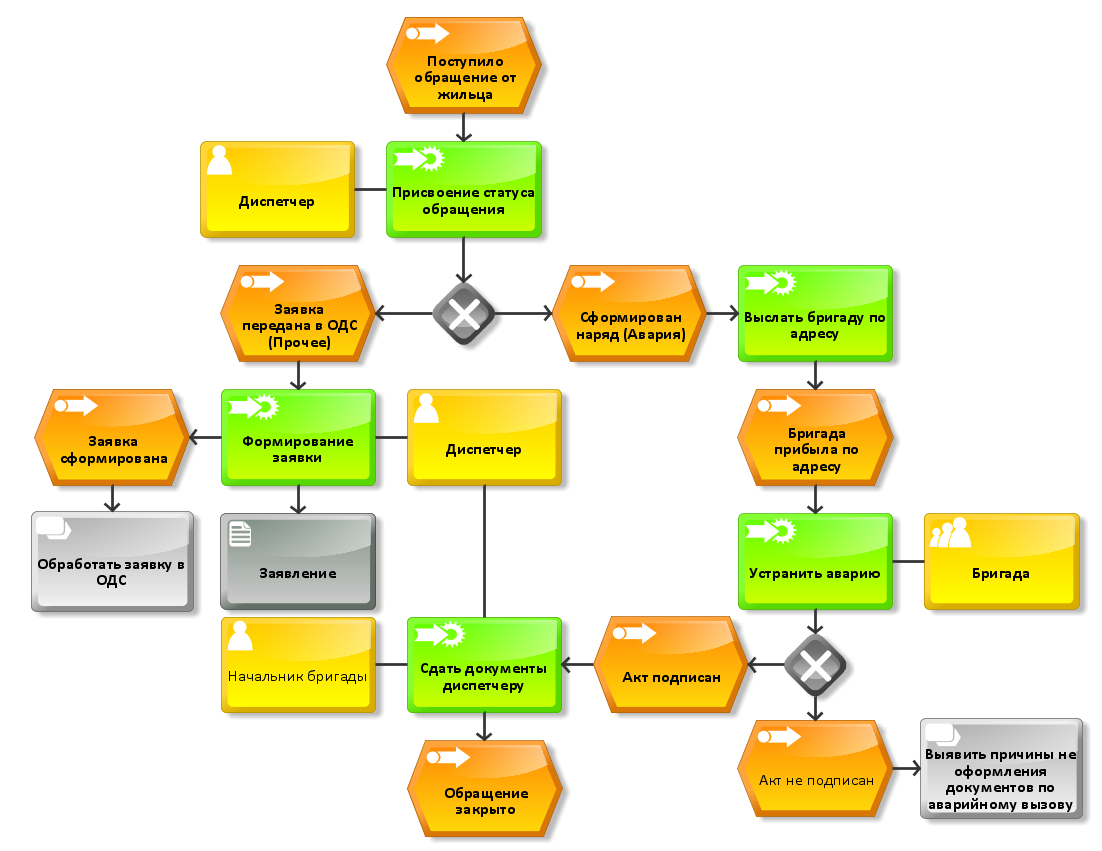 Поступило
обращение от
жильца
Диспетчер
Присвоение статуса
обращения
Заявка
передана в ОДС
(Прочее)
Сформирован
наряд (Авария)
Выслать бригаду по
адресу
Заявка
сформирована
Формирование
заявки
Диспетчер
Бригада
прибыла по
адресу
Обработать заявку в
ОДС
Заявление
Устранить аварию
Бригада
Начальник бригады
Сдать документы
диспетчеру
Акт подписан
Обращение
закрыто
Акт не подписан
Выявить причины не
оформления
документов по
аварийному вызову